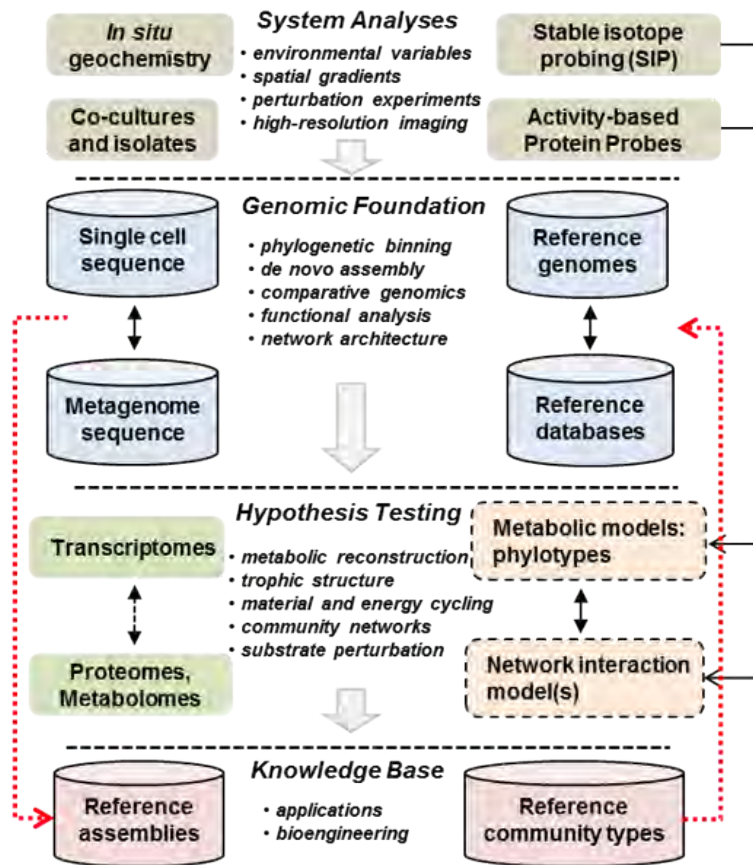 System Analyses
In situ
geochemistry
• environmental variables
• spatial gradients
• perturbation experiments
• high-resolution imaging
Stable isotope
probing (SIP)
Co-cultures
and isolates
Activity-based
Protein Probes
Genomic Foundation
Single cell
sequence
• phylogenetic binning
• de novo assembly
• comparative genomics
• functional analysis
• network architecture
Reference
genomes
Metagenome
sequence
Reference
databases
Hypothesis Testing
Transcriptomes
• metabolic reconstruction
• trophic structure
• material and energy cycling
• community networks
• substrate perturbation
Metabolic models:
phylotypes
Proteomes,
Metabolomes
Network interaction
model(s)
Knowledge Base
Reference
assemblies
• applications
• bioengineering
Reference
community types